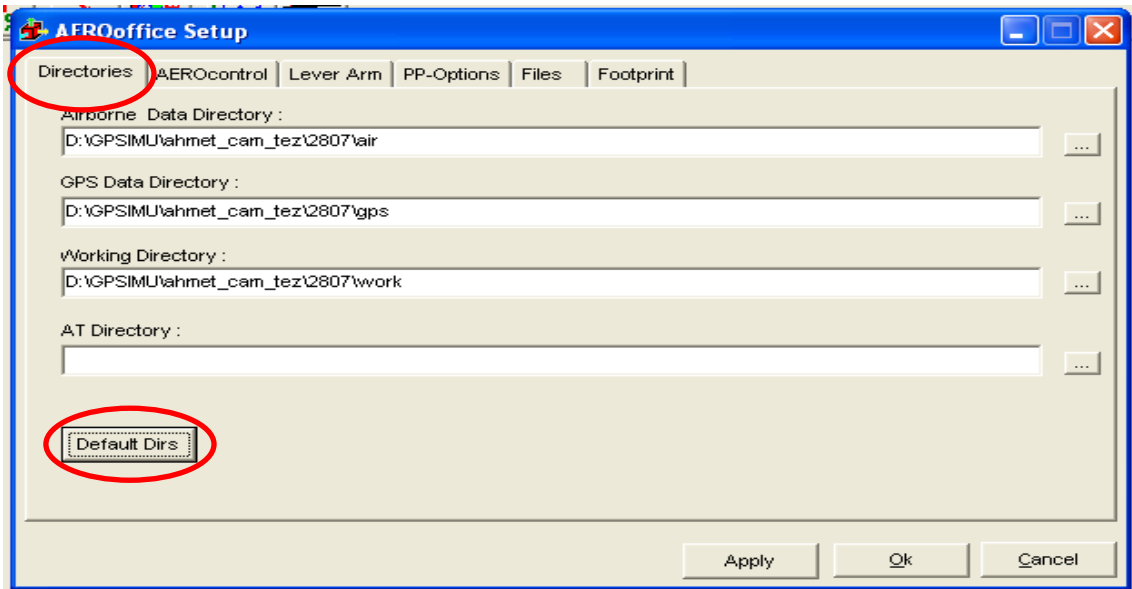 AEROoffice Setup
Directories AEROcontrol Lever Arm PP-Options Files Footprint
Airborne Data Directory :
D:\GPSIMU\ahmet_cam_tez\2807\air
...
GPS Data Directory :
D:\GPSIMU\ahmet_cam_tez\2807\gps
...
Working Directory :
D:\GPSIMU\ahmet_cam_tez\2807\work
...
AT Directory :
...
Default Dirs
Apply Ok Cancel